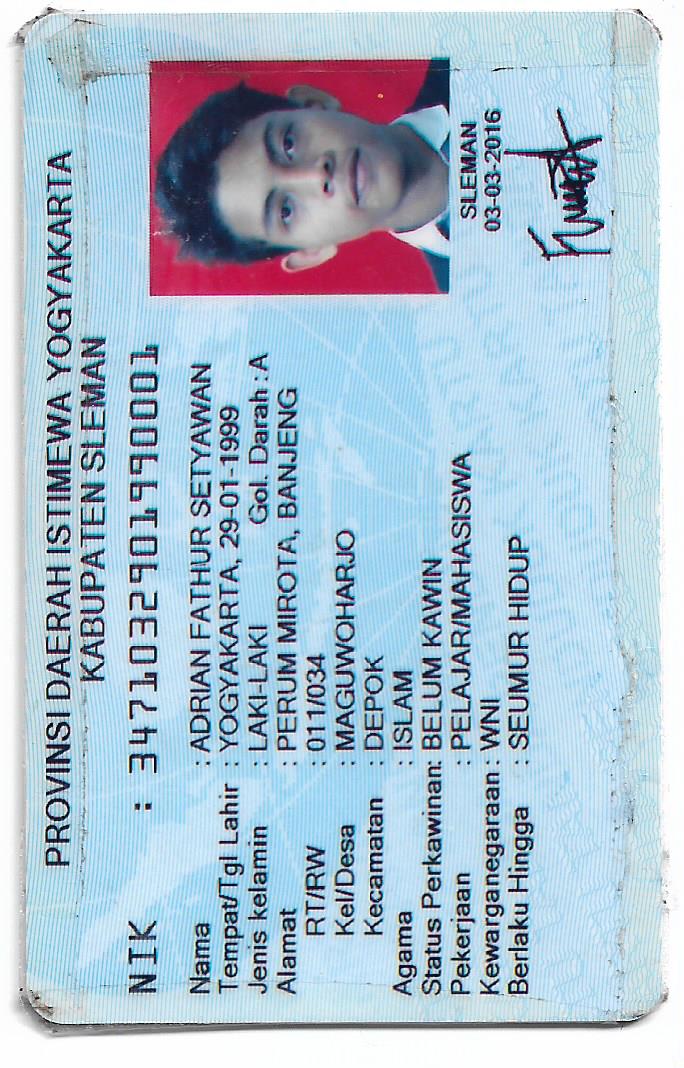 PROVINSI DAERAH ISTIMEWA YOGYAKARTA
KABUPATEN SLEMAN
NIK : 3471032901990001
Nama : ADRIAN FATHUR SETYAWAN
Tempat/Tgl Lahir : YOGYAKARTA, 29-01-1999
Jenis kelamin : LAKI-LAKI Gol. Darah : A
Alamat : PERUM MIROTA, BANJENG
RT/RW : 011/034
Kel/Desa : MAGUWOHARJO
Kecamatan : DEPOK
Agama : ISLAM
Status Perkawinan: BELUM KAWIN
Pekerjaan : PELAJAR/MAHASISWA
Kewarganegaraan : WNI
Berlaku Hingga : SEUMUR HIDUP
SLEMAN
03-03-2016